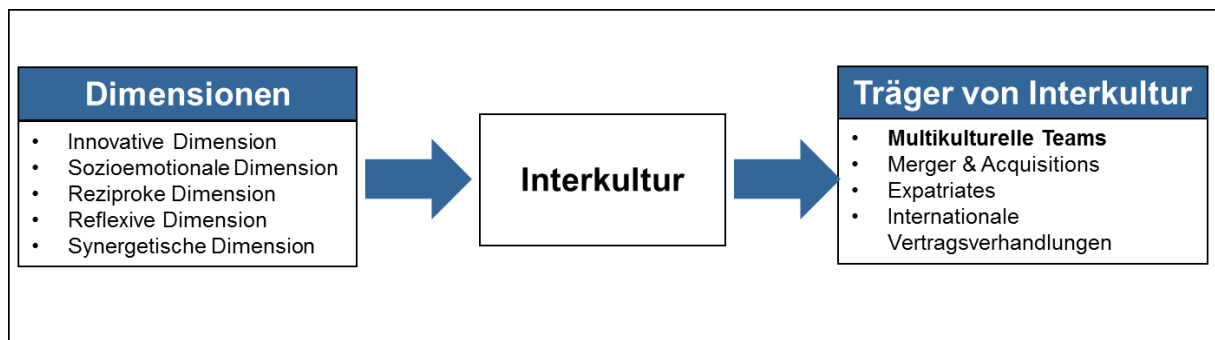 Dimensionen
• Innovative Dimension
• Sozioemotionale Dimension
• Reziproke Dimension
• Reflexive Dimension
• Synergetische Dimension
Interkultur
Träger von Interkultur
• Multikulturelle Teams
• Merger & Acquisitions
• Expatriates
• Internationale
Vertragsverhandlungen